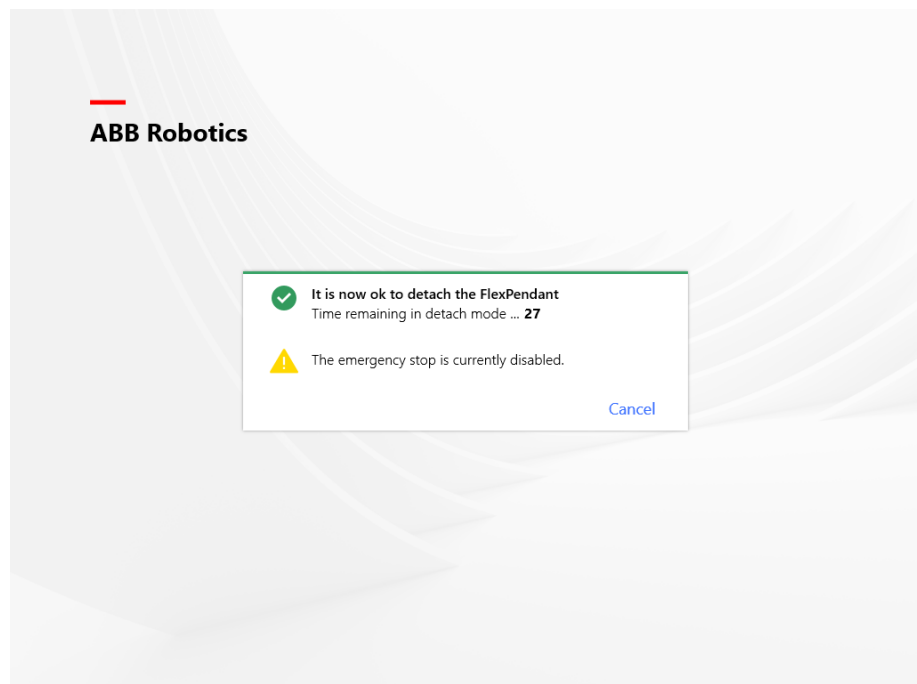 ABB Robotics
It is now ok to detach the FlexPendant
Time remaining in detach mode ... 27
The emergency stop is currently disabled.
Cancel